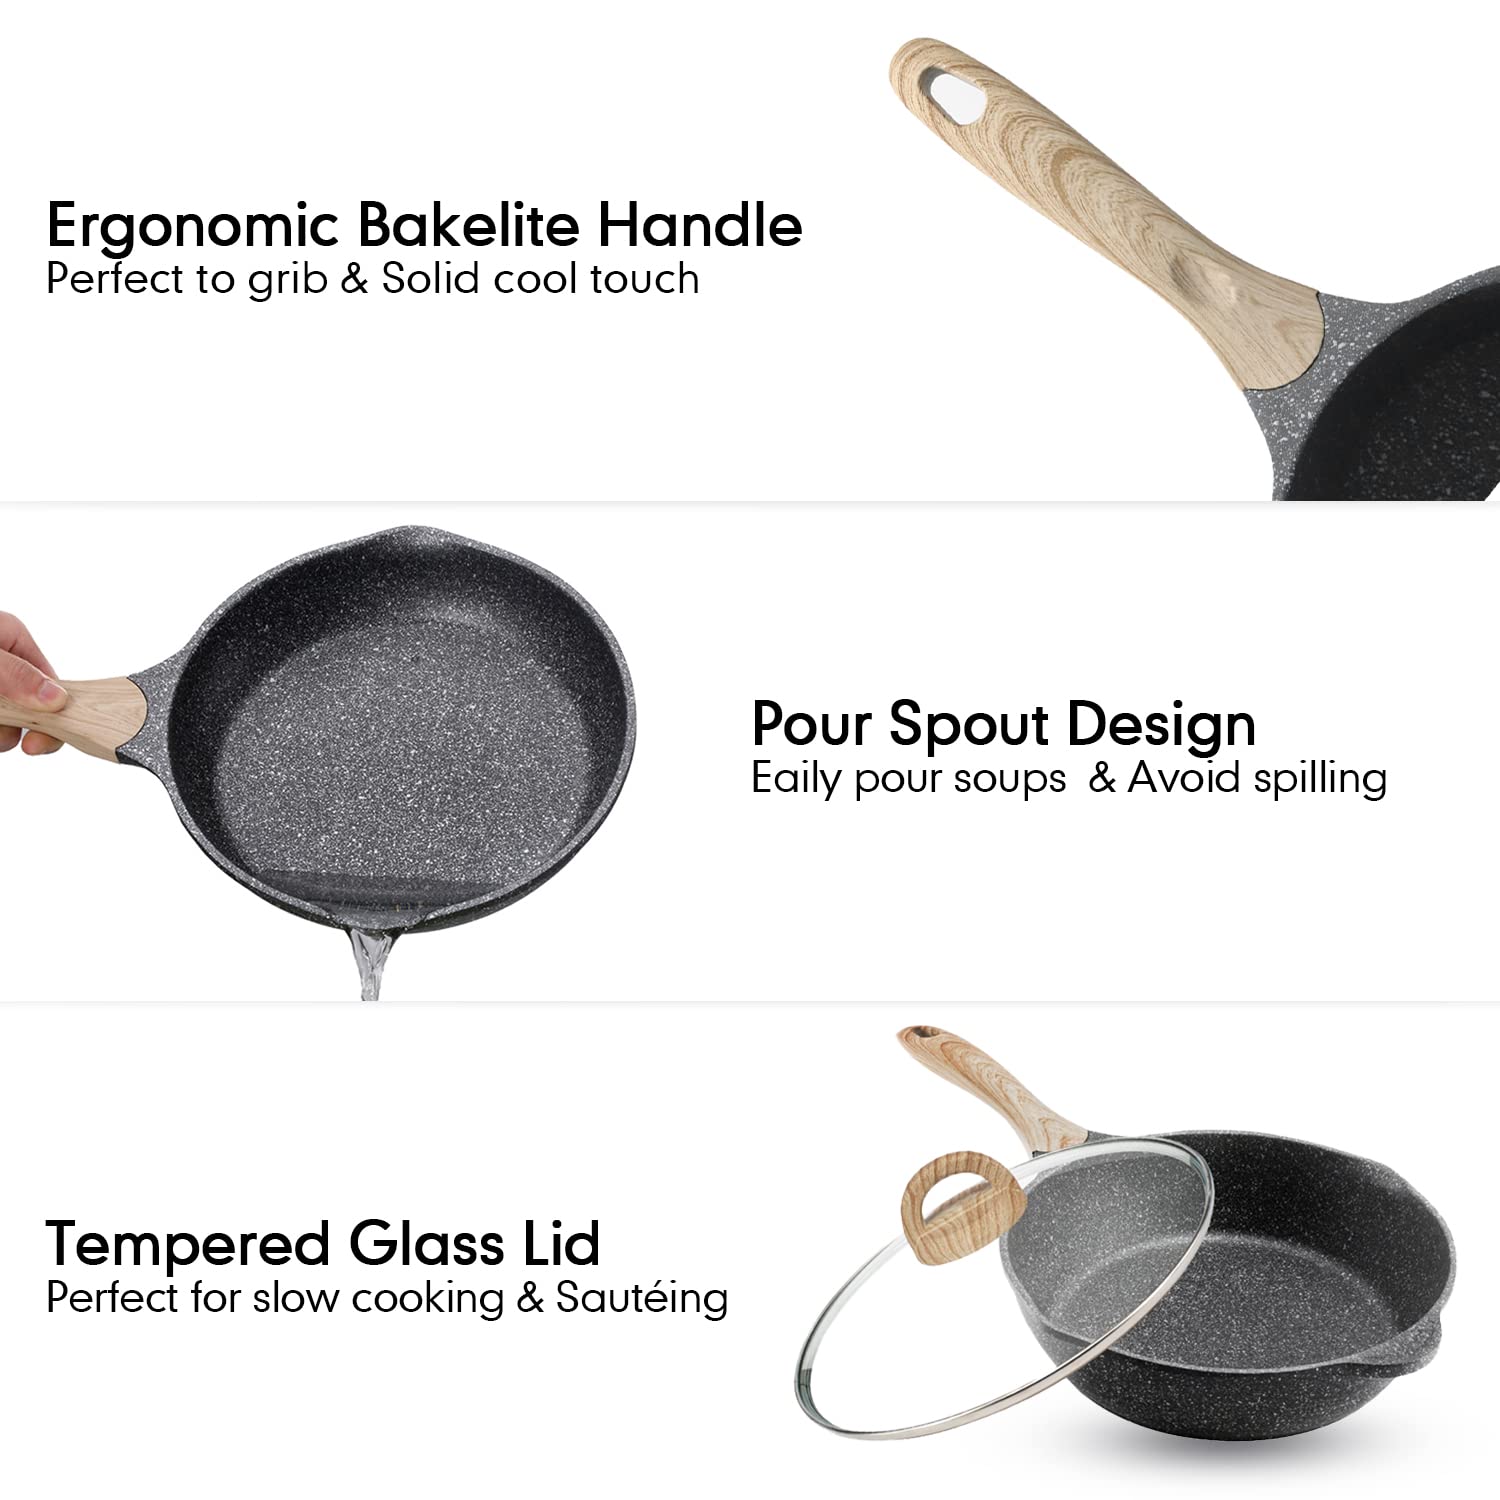 Ergonomic Bakelite Handle
Perfect to grib & Solid cool touch
Pour Spout Design
Eaily pour soups & Avoid spilling
Tempered Glass Lid
Perfect for slow cooking & Sautéing